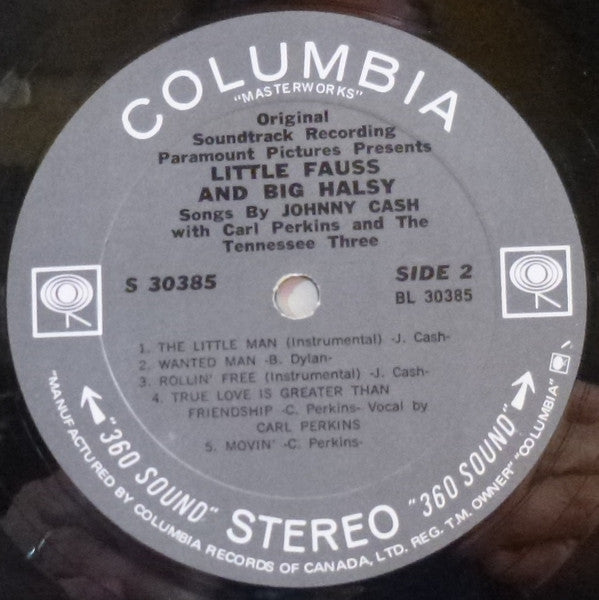 COLUMBIA
"MASTERWORKS"
Original
Soundtrack Recording
Paramount Pictures Presents
LITTLE FAUSS
AND BIG HALSY
Songs By JOHNNY CASH
with Carl Perkins and The
Tennessee Three
S 30385
SIDE 2
BL 30385
1. THE LITTLE MAN (Instrumental) -J. Cash-
2. WANTED MAN -B. Dylan-
3. ROLLIN' FREE (Instrumental) -J. Cash-
4. TRUE LOVE IS GREATER THAN
FRIENDSHIP -C. Perkins- Vocal by
CARL PERKINS
5. MOVIN' -C. Perkins-
"360 SOUND" STEREO "360 SOUND"
"MANUFACTURED BY COLUMBIA RECORDS OF CANADA, LTD. REG. T.M. OWNER" "COLUMBIA"